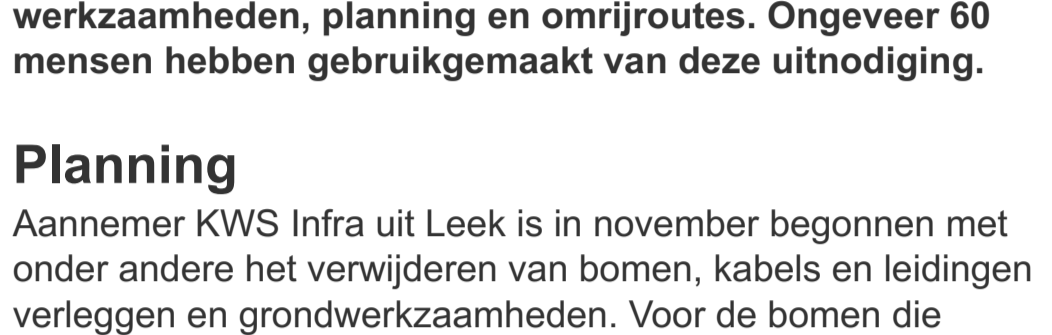 werkzaamheden, planning en omrijroutes. Ongeveer 60
mensen hebben gebruikgemaakt van deze uitnodiging.
Planning
Aannemer KWS Infra uit Leek is in november begonnen met
onder andere het verwijderen van bomen, kabels en leidingen
verleggen en grondwerkzaamheden. Voor de bomen die